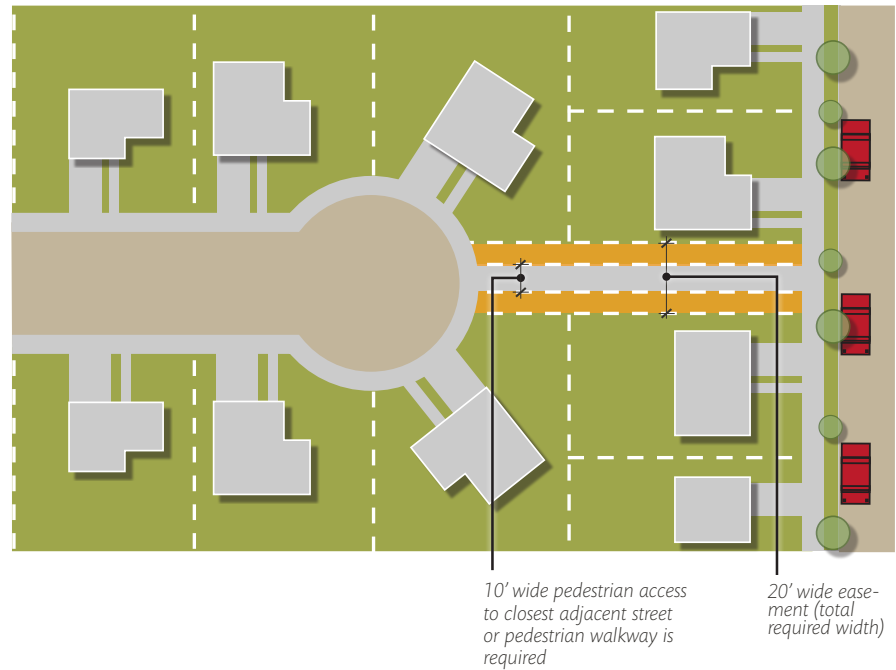 10’ wide pedestrian access
to closest adjacent street
or pedestrian walkway is
required
20’ wide ease-
ment (total
required width)